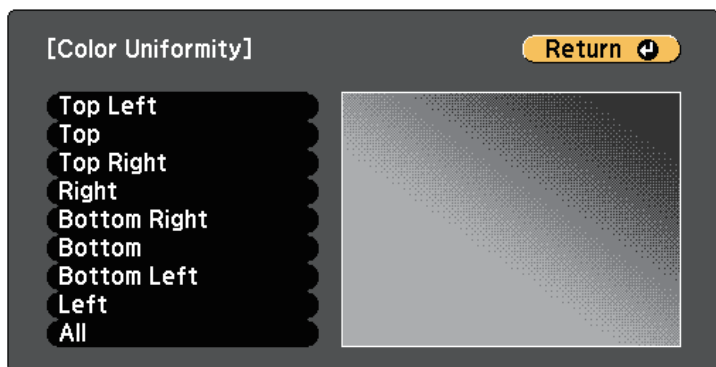 [Color Uniformity]
Return
Top Left
Top
Top Right
Right
Bottom Right
Bottom
Bottom Left
Left
All